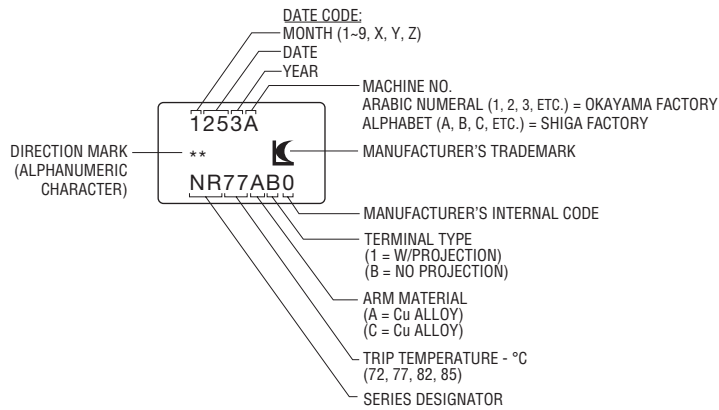 DATE CODE:
MONTH (1~9, X, Y, Z)
DATE
YEAR
MACHINE NO.
ARABIC NUMERAL (1, 2, 3, ETC.) = OKAYAMA FACTORY
ALPHABET (A, B, C, ETC.) = SHIGA FACTORY
1253A
DIRECTION MARK
(ALPHANUMERIC
CHARACTER)
**
MANUFACTURER'S TRADEMARK
NR77AB0
MANUFACTURER'S INTERNAL CODE
TERMINAL TYPE
(1 = W/PROJECTION)
(B = NO PROJECTION)
ARM MATERIAL
(A = Cu ALLOY)
(C = Cu ALLOY)
TRIP TEMPERATURE - °C
(72, 77, 82, 85)
SERIES DESIGNATOR